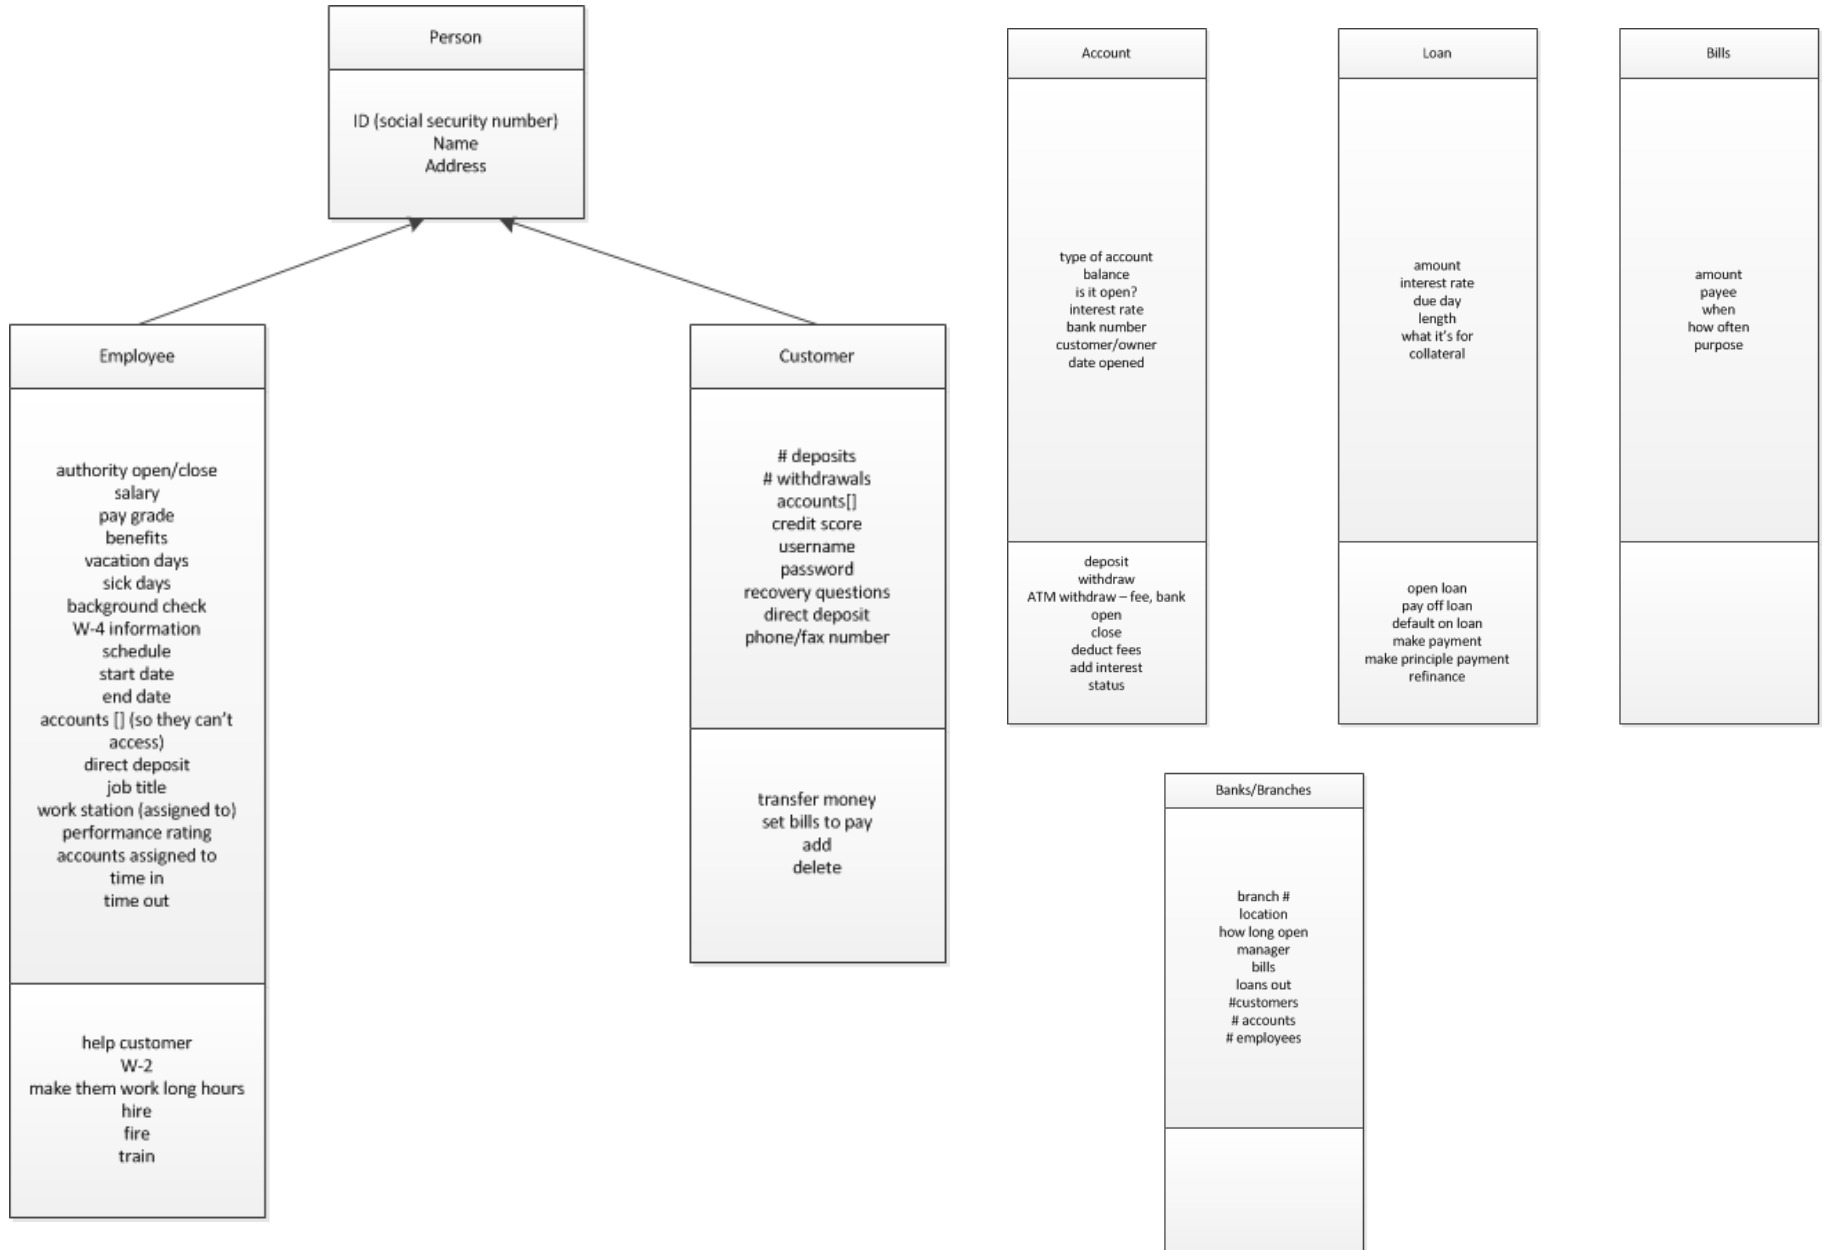 Person
ID (social security number)
Name
Address
Employee
authority open/close
salary
pay grade
benefits
vacation days
sick days
background check
W-4 information
schedule
start date
end date
accounts [] (so they can't
access)
direct deposit
job title
work station (assigned to)
performance rating
accounts assigned to
time in
time out
help customer
W-2
make them work long hours
hire
fire
train
Customer
# deposits
# withdrawals
accounts[]
credit score
username
password
recovery questions
direct deposit
phone/fax number
transfer money
set bills to pay
add
delete
Account
type of account
balance
is it open?
interest rate
bank number
customer/owner
date opened
deposit
withdraw
ATM withdraw – fee, bank
open
close
deduct fees
add interest
status
Loan
amount
interest rate
due day
length
what it's for
collateral
open loan
pay off loan
default on loan
make payment
make principle payment
refinance
Bills
amount
payee
when
how often
purpose
Banks/Branches
branch #
location
how long open
manager
bills
loans out
#customers
# accounts
# employees